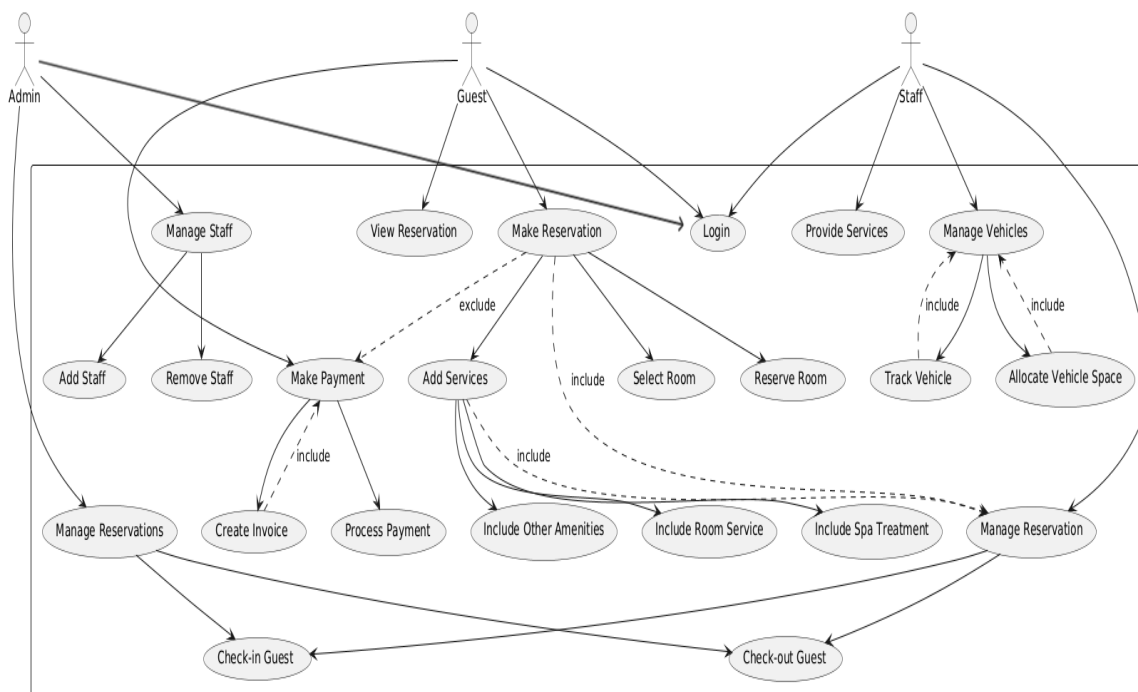 Admin
Guest
Staff
Manage Staff
View Reservation
Make Reservation
Login
Provide Services
Manage Vehicles
exclude
include
include
Add Staff
Remove Staff
Make Payment
Add Services
include
Select Room
Reserve Room
Track Vehicle
Allocate Vehicle Space
include
include
Manage Reservations
Create Invoice
Process Payment
Include Other Amenities
Include Room Service
Include Spa Treatment
Manage Reservation
Check-in Guest
Check-out Guest